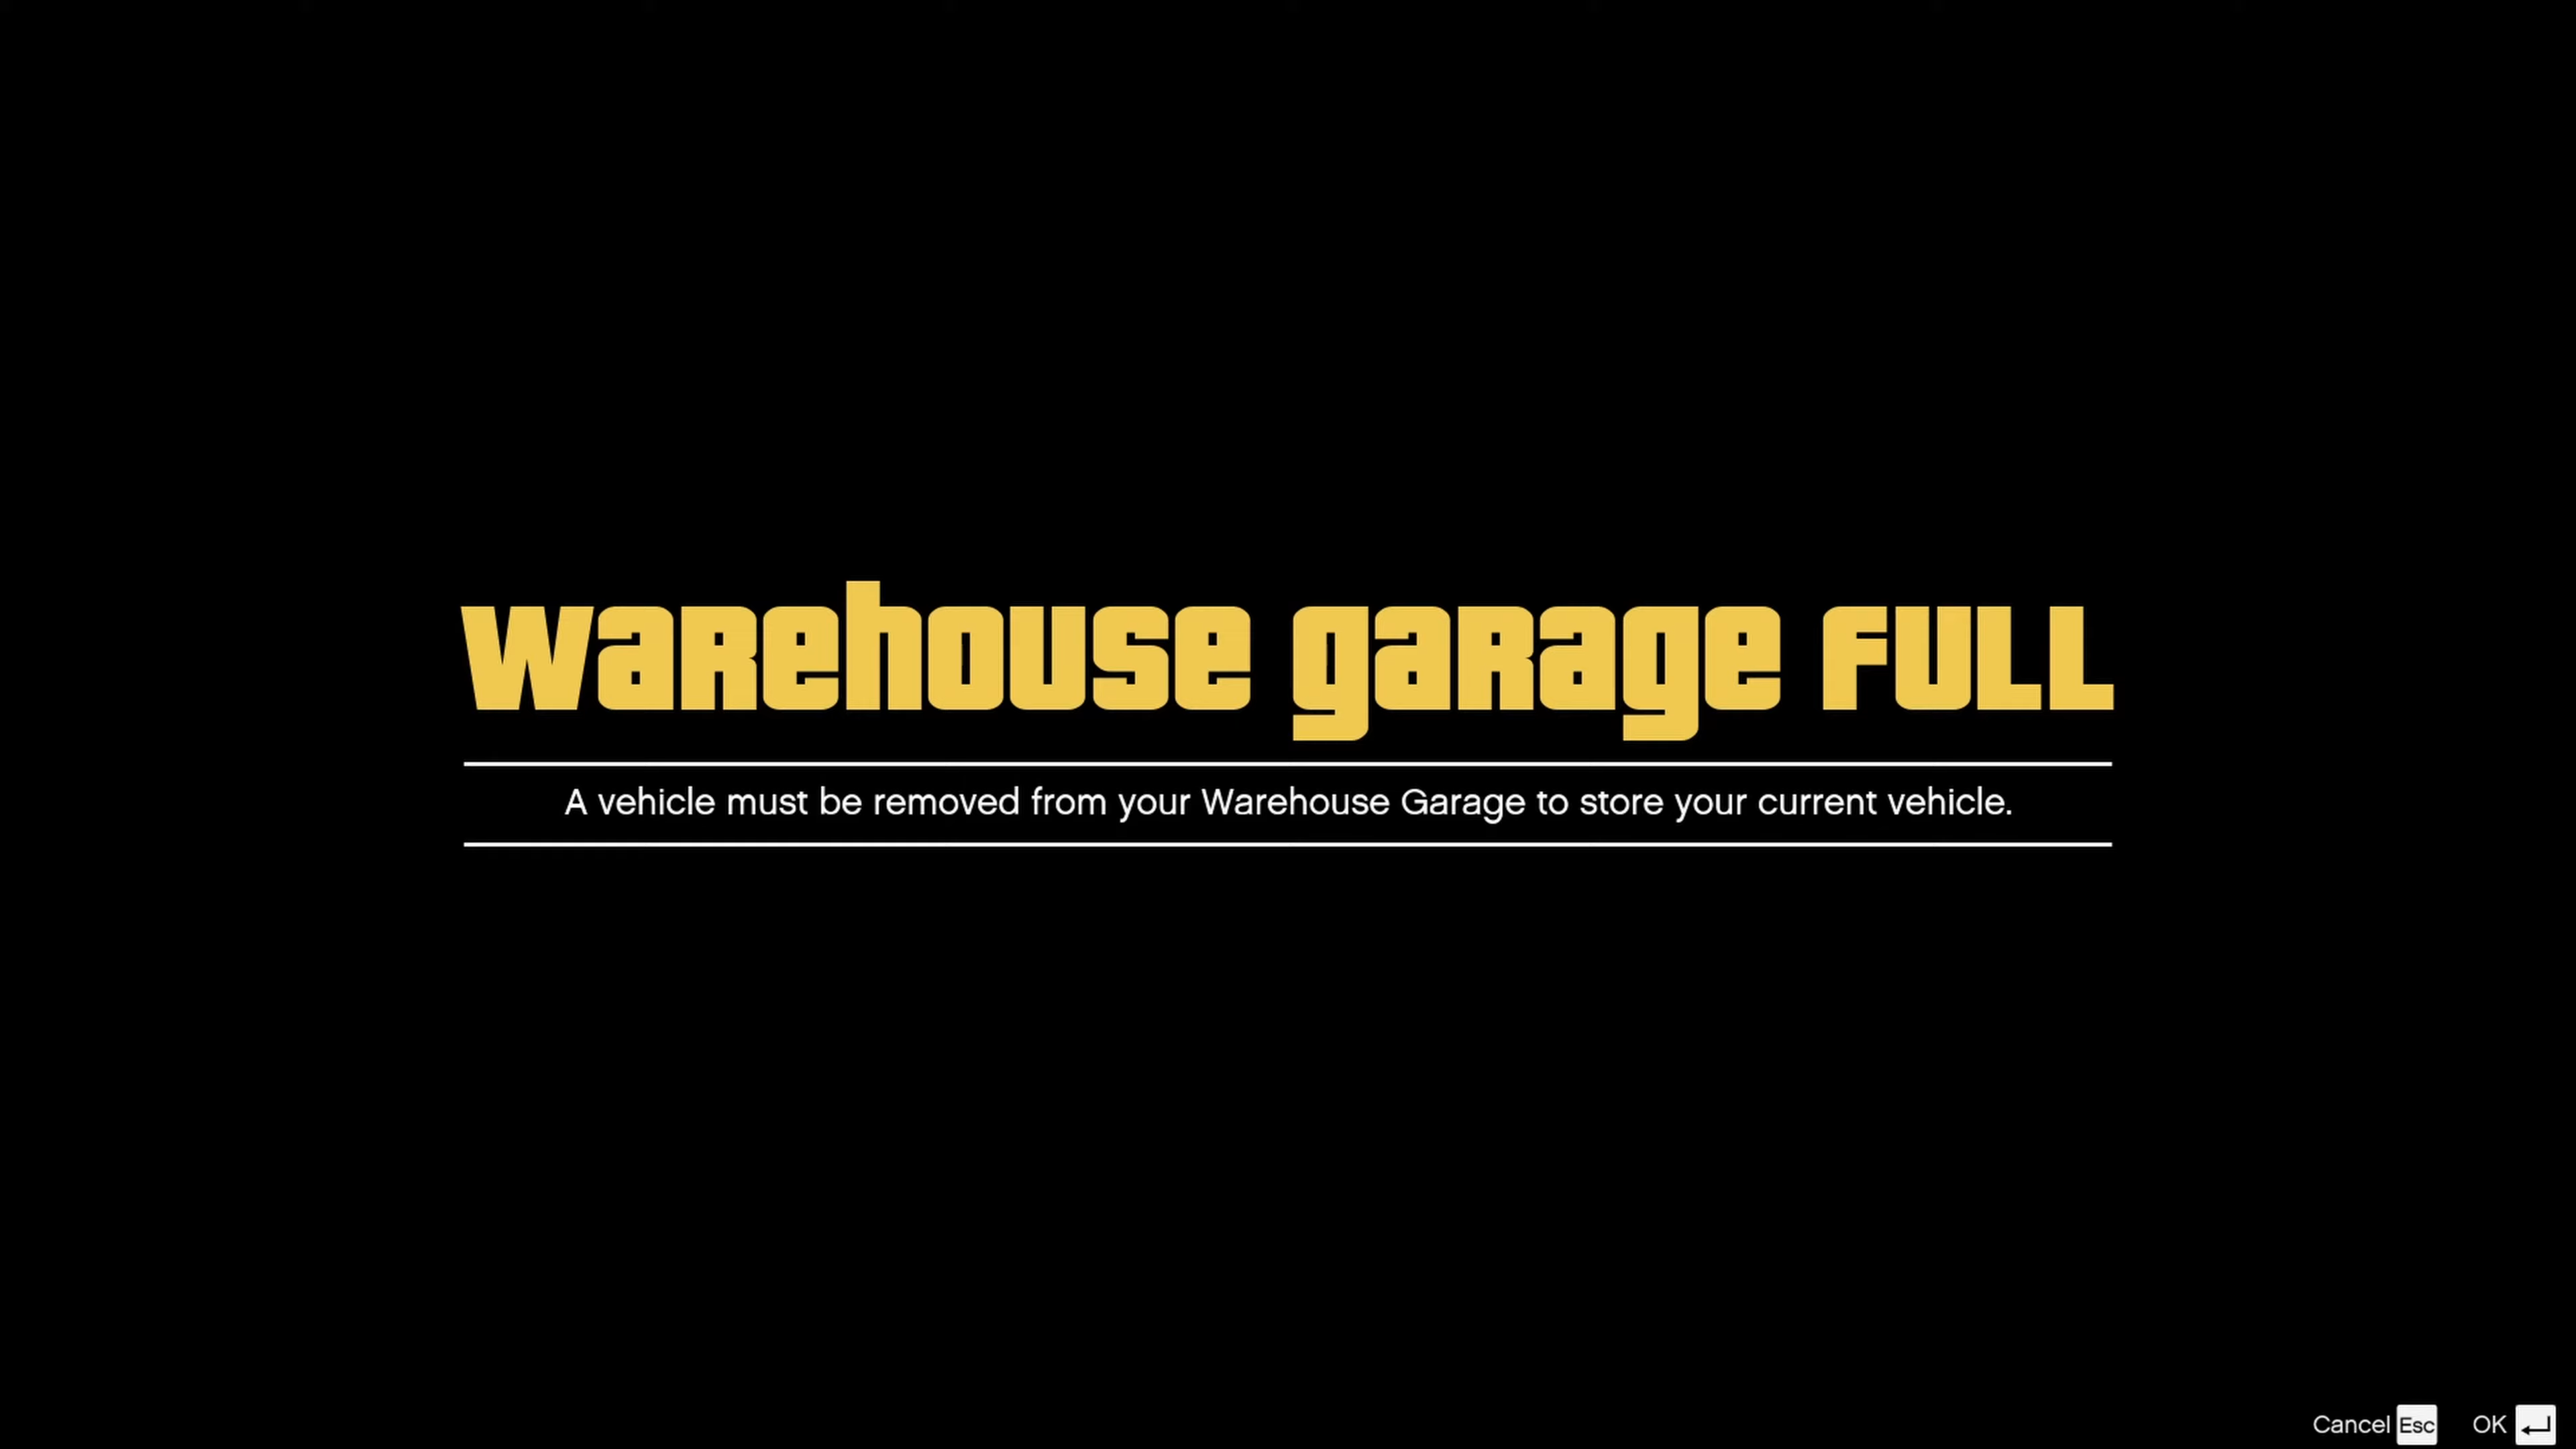 warehouse garage FULL
A vehicle must be removed from your Warehouse Garage to store your current vehicle.
Cancel Esc OK